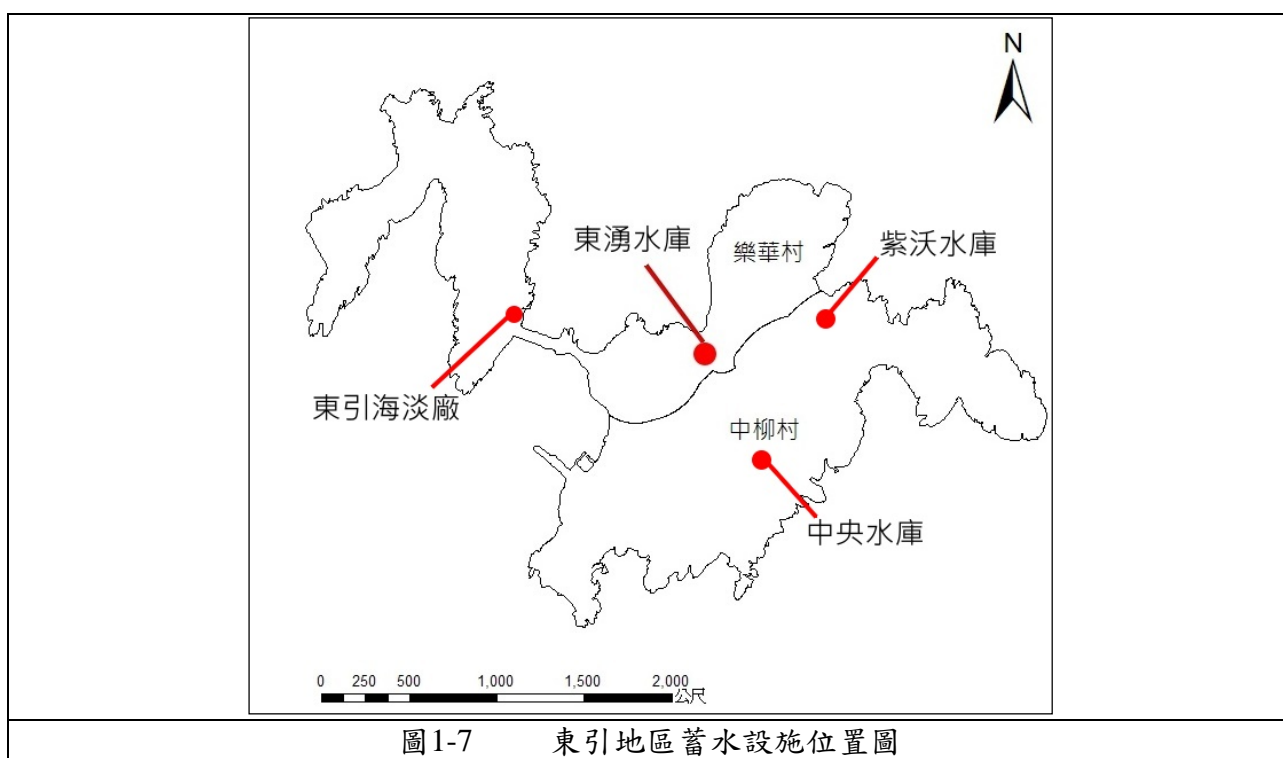 N
東湧水庫
樂華村
紫沃水庫
東引海淡廠
中柳村
中央水庫
0 250 500 1,000 1,500 2,000
公尺
圖1-7 東引地區蓄水設施位置圖